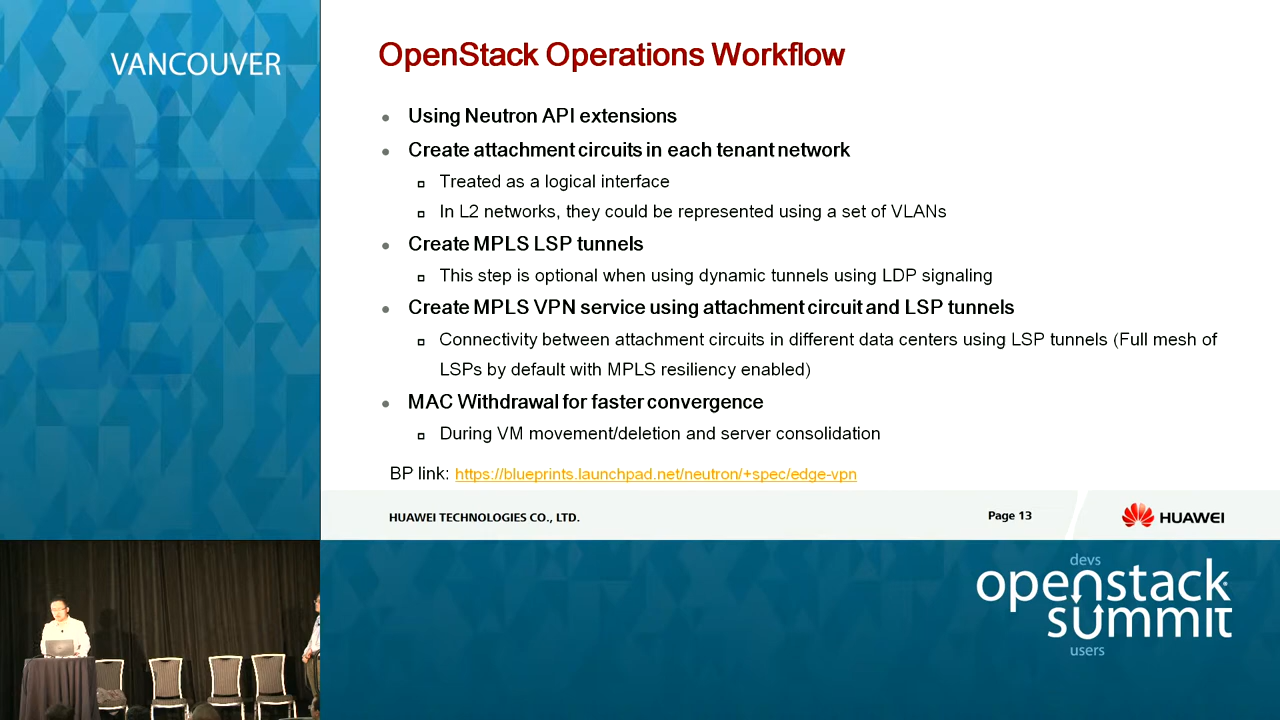 VANCOUVER
OpenStack Operations Workflow
• Using Neutron API extensions
• Create attachment circuits in each tenant network
Treated as a logical interface
In L2 networks, they could be represented using a set of VLANs
• Create MPLS LSP tunnels
This step is optional when using dynamic tunnels using LDP signaling
• Create MPLS VPN service using attachment circuit and LSP tunnels
Connectivity between attachment circuits in different data centers using LSP tunnels (Full mesh of
LSPs by default with MPLS resiliency enabled)
• MAC Withdrawal for faster convergence
During VM movement/deletion and server consolidation
BP link: https://blueprints.launchpad.net/neutron/+spec/edge-vpn
HUAWEI TECHNOLOGIES CO., LTD.
Page 13
HUAWEI
devs
openstack
summit
users